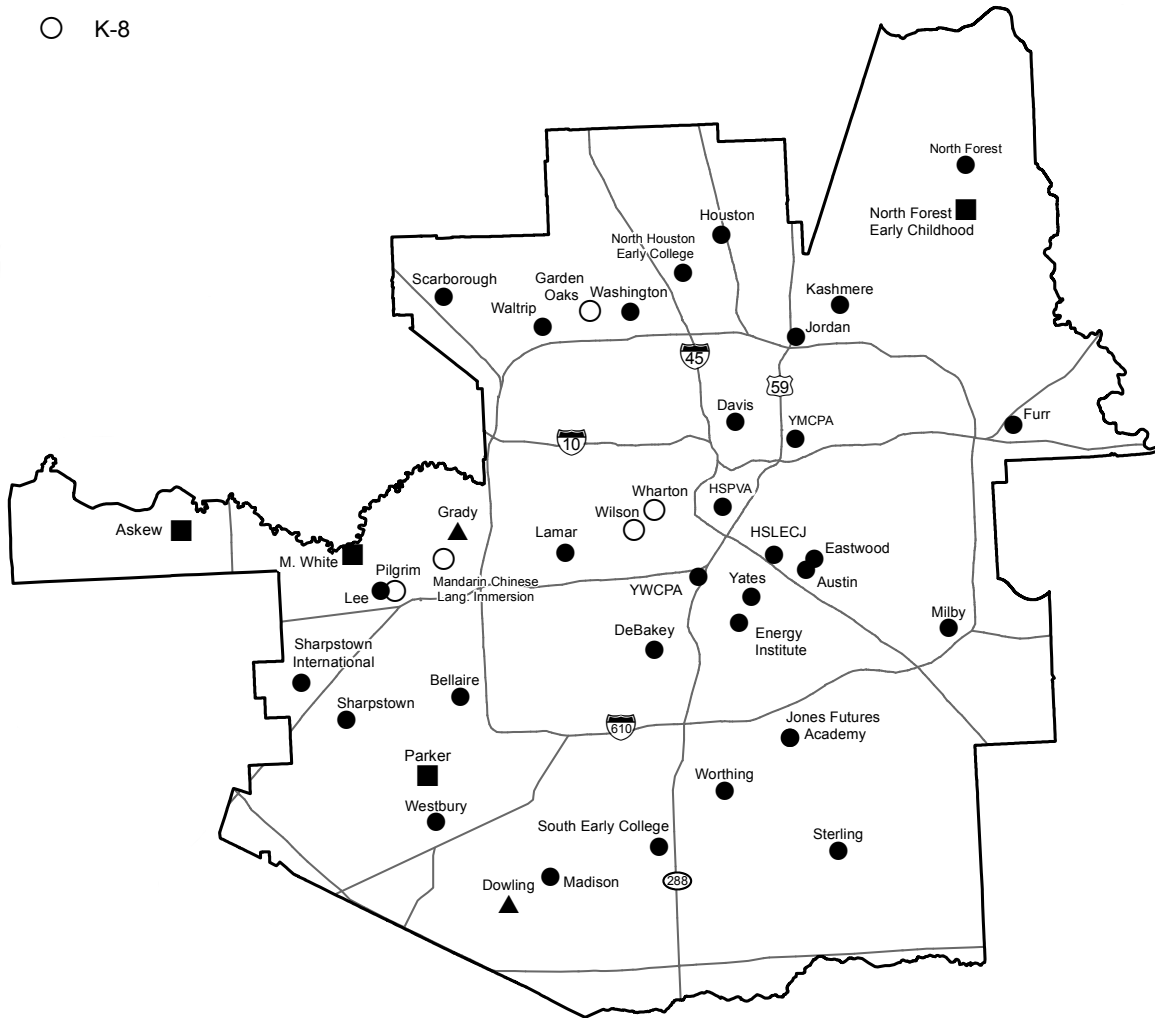 K-8
North Forest
North Forest
Early Childhood
Houston
North Houston
Early College
Scarborough
Garden
Oaks
Washington
Waltrip
Kashmere
Jordan
45
59
Davis
YMCPA
Furr
10
Wharton
HSPVA
Wilson
Grady
Askew
Lamar
HSLECJ
Eastwood
M. White
Pilgrim
Mandarin Chinese
Lang. Immersion
Lee
Austin
YWCPA
Yates
Milby
DeBakey
Energy
Institute
Sharpstown
International
Bellaire
Sharpstown
610
Jones Futures
Academy
Parker
Worthing
Westbury
South Early College
Sterling
288
Dowling
Madison